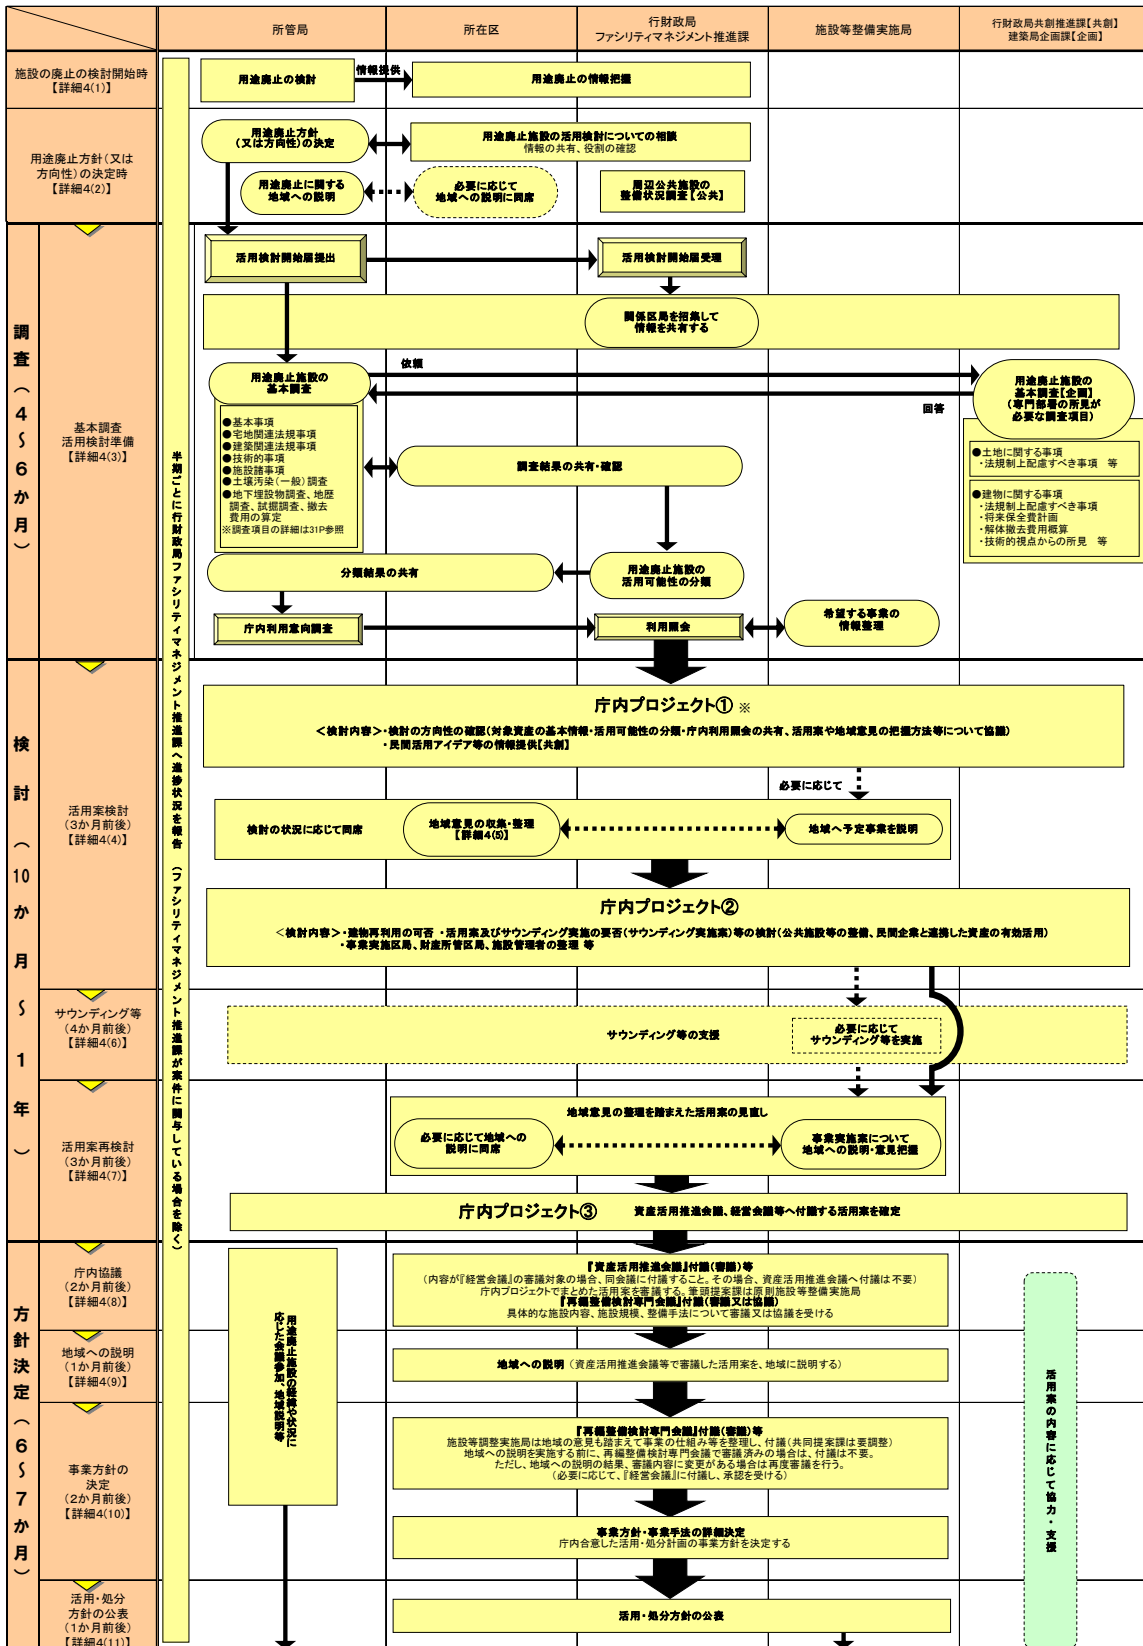 所管局
所在区
行財政局
ファシリティマネジメント推進課
施設等整備実施局
行財政局共創推進課【共創】
建築局企画課【企画】
施設の廃止の検討開始時
【詳細4(1)】
用途廃止の検討
情報提供
用途廃止の情報把握
用途廃止方針(又は
方向性)の決定時
【詳細4(2)】
用途廃止方針
(又は方向性)の決定
用途廃止施設の活用検討についての相談
情報の共有、役割の確認
用途廃止に関する
地域への説明
必要に応じて
地域への説明に同席
周辺公共施設の
整備状況調査【公共】
調査(4~6か月)
基本調査
活用検討準備
【詳細4(3)】
活用検討開始届提出
活用検討開始届受理
関係区局を招集して
情報を共有する
依頼
用途廃止施設の
基本調査
回答
用途廃止施設の
基本調査【企画】
(専門部署の所見が
必要な調査項目)
●基本事項
●宅地関連法規事項
●建築関連法規事項
●技術的事項
●施設諸事項
●土壌汚染(一般)調査
●地下埋設物調査、地歴
調査、試掘調査、撤去
費用の算定
※調査項目の詳細は31P参照
調査結果の共有・確認
●土地に関する事項
・法規制上配慮すべき事項 等
●建物に関する事項
・法規制上配慮すべき事項
・将来保全費計画
・解体撤去費用概算
・技術的視点からの所見 等
分類結果の共有
用途廃止施設の
活用可能性の分類
庁内利用意向調査
利用照会
希望する事業の
情報整理
半期ごとに行財政局ファシリティマネジメント推進課へ進捗状況を報告 (ファシリティマネジメント推進課が案件に関与している場合を除く)
検討(10か月~1年)
活用案検討
(3か月前後)
【詳細4(4)】
庁内プロジェクト① ※
<検討内容>・検討の方向性の確認(対象資産の基本情報・活用可能性の分類・庁内利用照会の共有、活用案や地域意見の把握方法等について協議)
・民間活用アイデア等の情報提供【共創】
必要に応じて
検討の状況に応じて同席
地域意見の収集・整理
【詳細4(5)】
地域へ予定事業を説明
庁内プロジェクト②
<検討内容>・建物再利用の可否 ・活用案及びサウンディング実施の要否(サウンディング実施案)等の検討(公共施設等の整備、民間企業と連携した資産の有効活用)
・事業実施区局、財産所管区局、施設管理者の整理 等
サウンディング等
(4か月前後)
【詳細4(6)】
サウンディング等の支援
必要に応じて
サウンディング等を実施
活用案再検討
(3か月前後)
【詳細4(7)】
地域意見の整理を踏まえた活用案の見直し
必要に応じて地域への
説明に同席
事業実施案について
地域への説明・意見把握
庁内プロジェクト③ 資産活用推進会議、経営会議等へ付議する活用案を確定
方針決定(6~7か月)
庁内協議
(2か月前後)
【詳細4(8)】
『資産活用推進会議』付議(審議)等
(内容が『経営会議』の審議対象の場合、同会議に付議すること。その場合、資産活用推進会議へ付議は不要)
庁内プロジェクトでまとめた活用案を審議する。筆頭提案課は原則施設等整備実施局
『再編整備検討専門会議』付議(審議又は協議)
具体的な施設内容、施設規模、整備手法について審議又は協議を受ける
用途廃止施設の経緯や状況に
応じた会議参加、地域説明等
地域への説明
(1か月前後)
【詳細4(9)】
地域への説明 (資産活用推進会議等で審議した活用案を、地域に説明する)
活用案の内容に応じて協力・支援
事業方針の
決定
(2か月前後)
【詳細4(10)】
『再編整備検討専門会議』付議(審議)等
施設等調整実施局は地域の意見も踏まえて事業の仕組み等を整理し、付議(共同提案課は要調整)
地域への説明を実施する前に、再編整備検討専門会議で審議済みの場合は、付議は不要。
ただし、地域への説明の結果、審議内容に変更がある場合は再度審議を行う。
(必要に応じて、『経営会議』に付議し、承認を受ける)
事業方針・事業手法の詳細決定
庁内合意した活用・処分計画の事業方針を決定する
活用・処分
方針の公表
(1か月前後)
【詳細4(11)】
活用・処分方針の公表